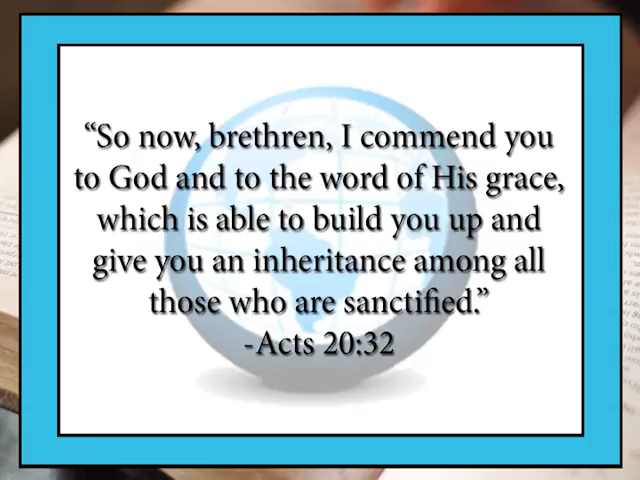 “So now, brethren, I commend you
to God and to the word of His grace,
which is able to build you up and
give you an inheritance among all
those who are sanctified.”
-Acts 20:32